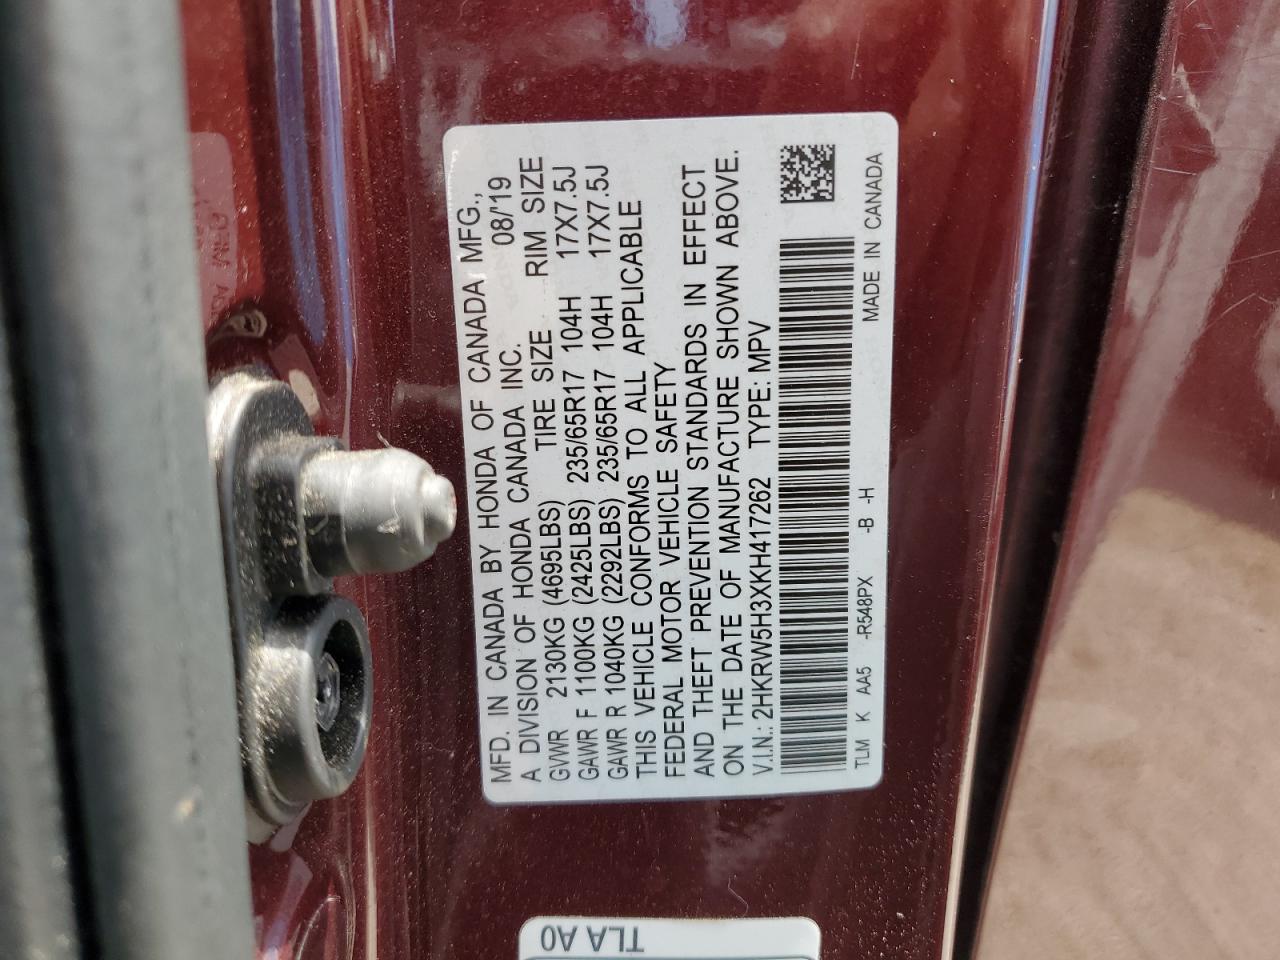 MFD. IN CANADA BY HONDA OF CANADA MFG.,
A DIVISION OF HONDA CANADA INC. 08/'19
GVWR 2130KG (4695LBS) TIRE SIZE RIM SIZE
GAWR F 1100KG (2425LBS) 235/65R17 104H 17X7.5J
GAWR R 1040KG (2292LBS) 235/65R17 104H 17X7.5J
THIS VEHICLE CONFORMS TO ALL APPLICABLE
FEDERAL MOTOR VEHICLE SAFETY
AND THEFT PREVENTION STANDARDS IN EFFECT
ON THE DATE OF MANUFACTURE SHOWN ABOVE.
V.I.N.: 2HKRW5H3XKH417262 TYPE: MPV
TLM K AA5 -R548PX -B -H MADE IN CANADA
TLA A0